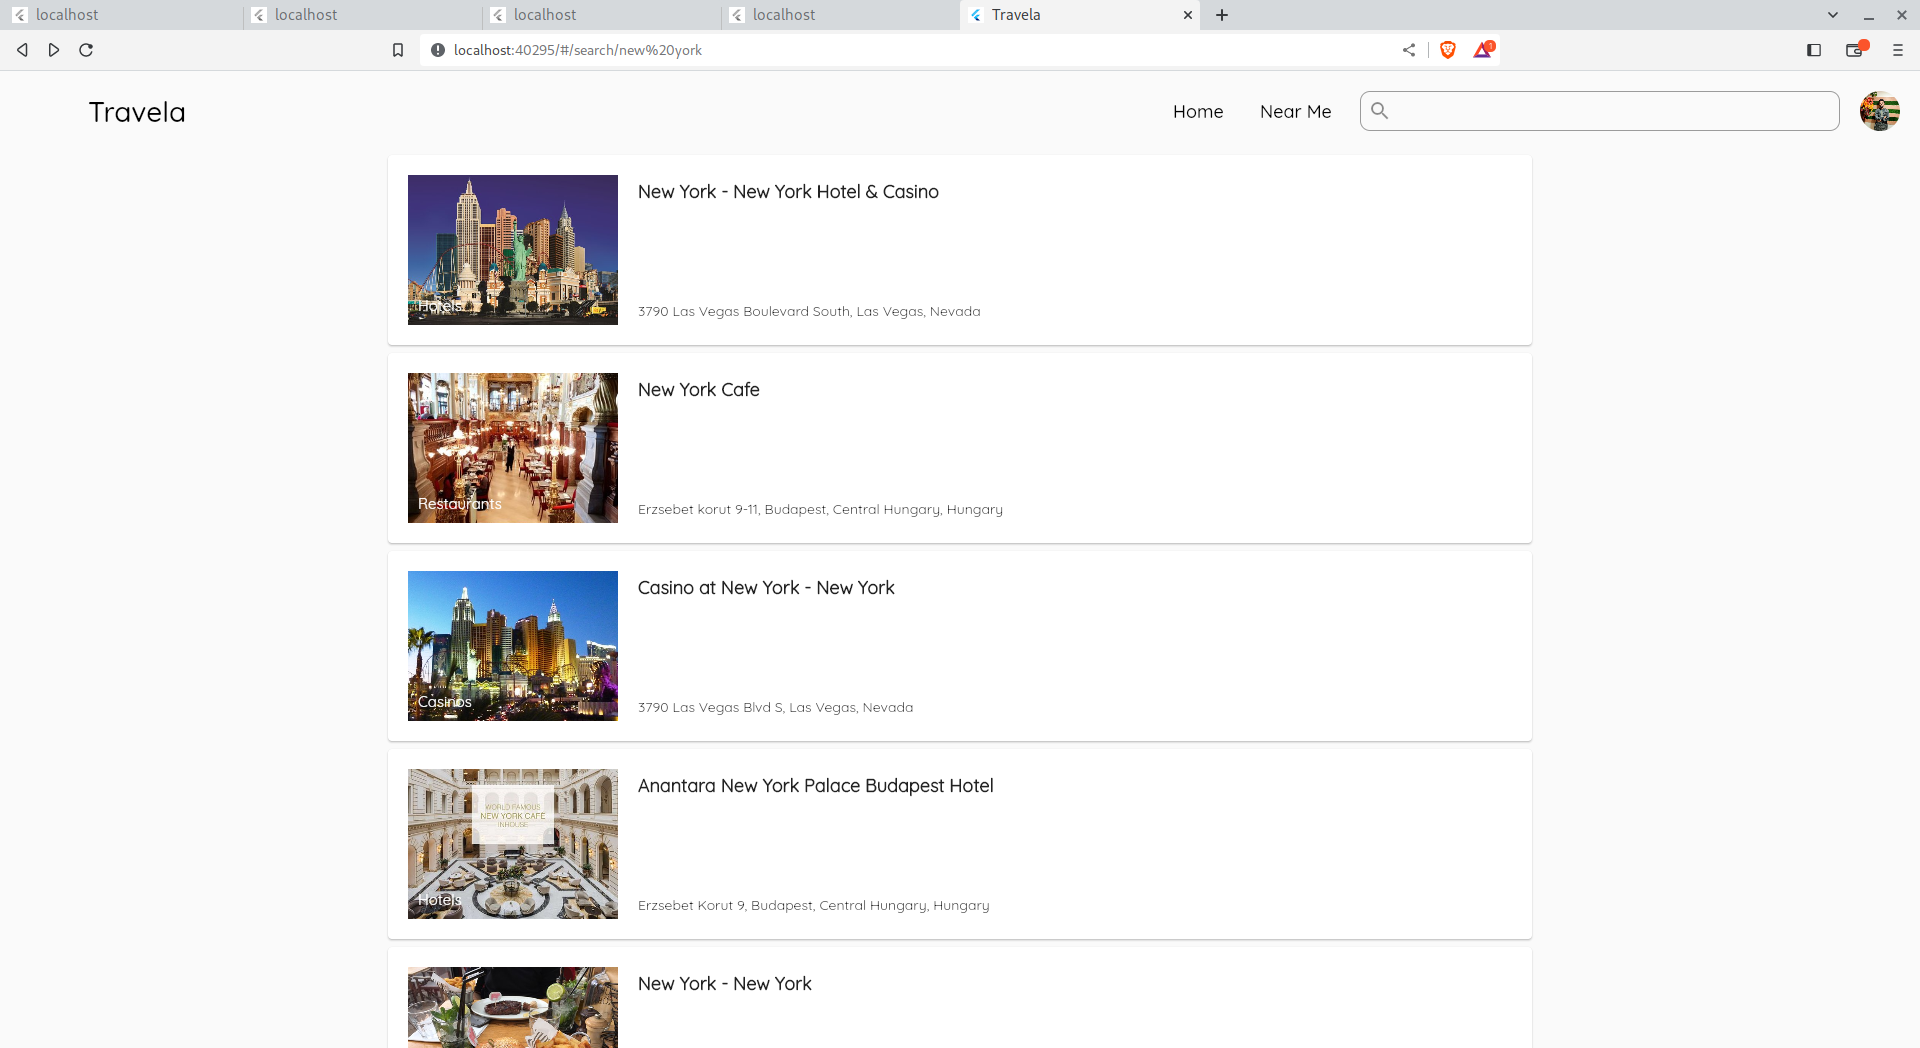 localhost
localhost
localhost
localhost
Travela
localhost:40295/#/search/new%20york
1
Travela
Home
Near Me
New York - New York Hotel & Casino
Hotels
3790 Las Vegas Boulevard South, Las Vegas, Nevada
New York Cafe
Restaurants
Erzsebet korut 9-11, Budapest, Central Hungary, Hungary
Casino at New York - New York
Casinos
3790 Las Vegas Blvd S, Las Vegas, Nevada
Anantara New York Palace Budapest Hotel
WORLD FAMOUS
NEW YORK CAFÉ
INHOUSE
Hotels
Erzsebet Korut 9, Budapest, Central Hungary, Hungary
New York - New York